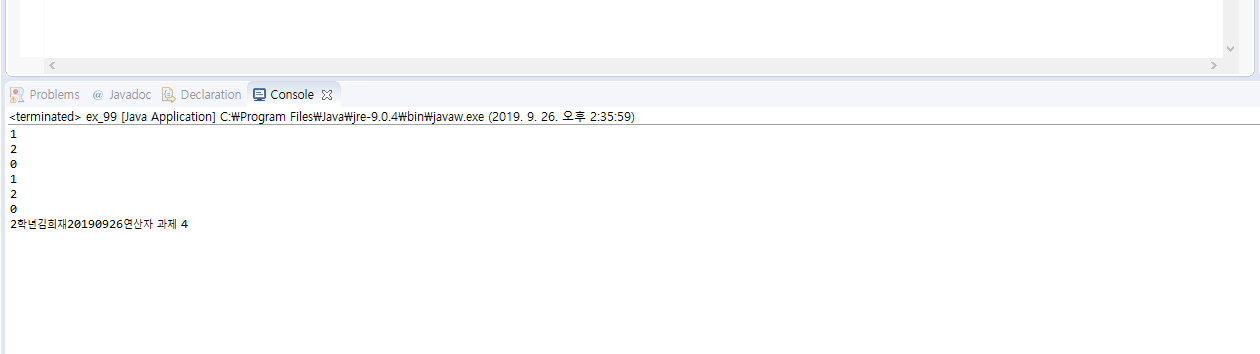 Problems @ Javadoc Declaration Console
<terminated> ex_99 [Java Application] C:₩Program Files₩Java₩jre-9.0.4₩bin₩javaw.exe (2019. 9. 26. 오후 2:35:59)
1
2
0
1
2
0
2학년김희재20190926연산자 과제 4